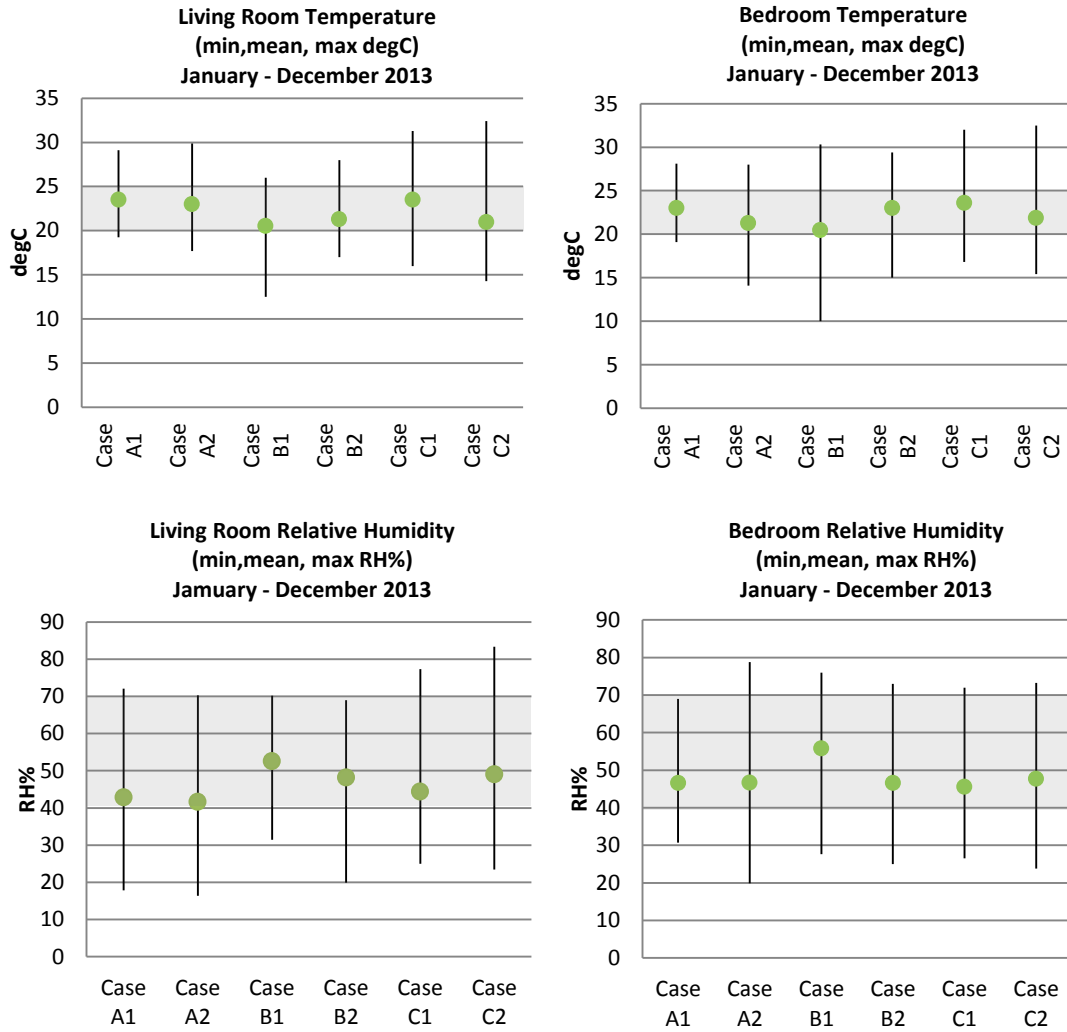 Living Room Temperature
(min,mean, max degC)
January - December 2013
35
30
25
20
15
10
5
0
degC
Case A1
Case A2
Case B1
Case B2
Case C1
Case C2
Bedroom Temperature
(min,mean, max degC)
January - December 2013
35
30
25
20
15
10
5
0
degC
Case A1
Case A2
Case B1
Case B2
Case C1
Case C2
Living Room Relative Humidity
(min,mean, max RH%)
Jamuary - December 2013
90
80
70
60
50
40
30
20
10
0
RH%
Case Case Case Case Case Case
A1 A2 B1 B2 C1 C2
Bedroom Relative Humidity
(min,mean, max RH%)
January - December 2013
90
80
70
60
50
40
30
20
10
0
RH%
Case Case Case Case Case Case
A1 A2 B1 B2 C1 C2